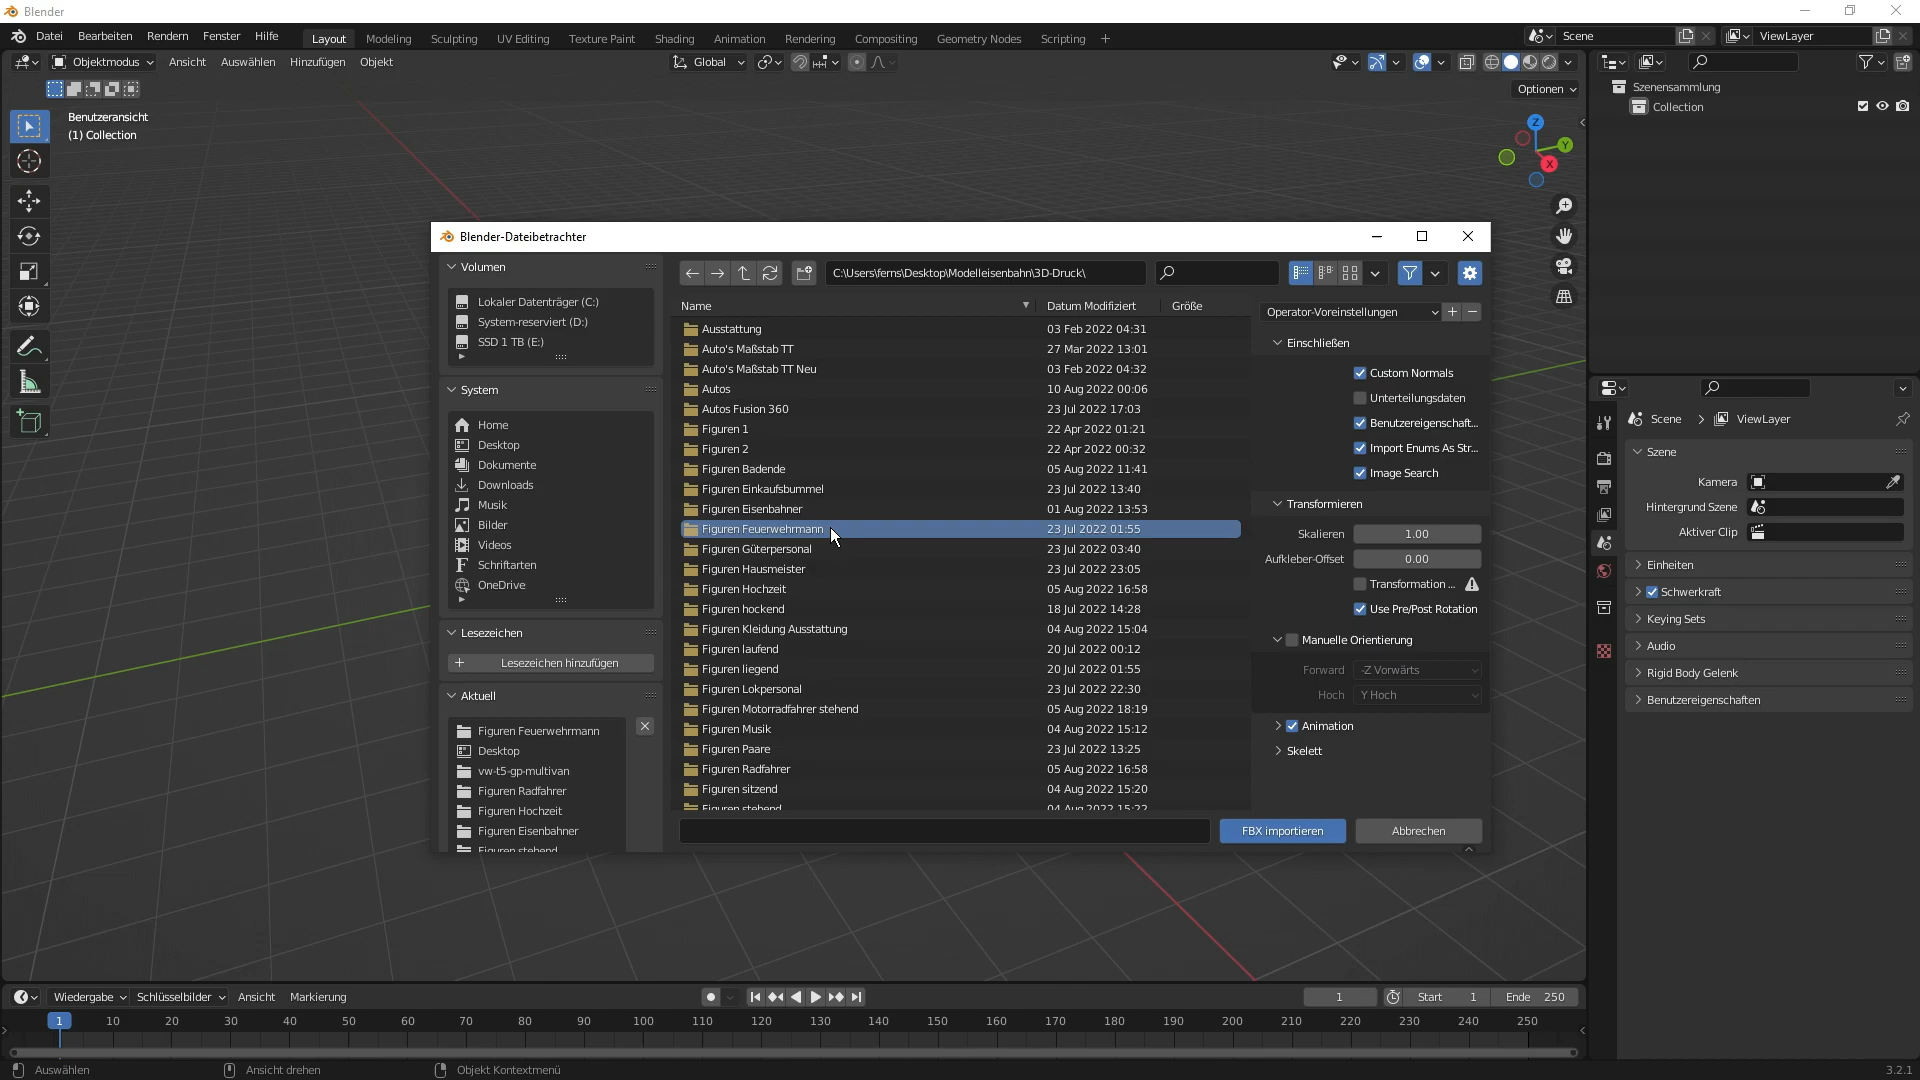 Blender
Datei Bearbeiten Rendern Fenster Hilfe Layout Modeling Sculpting UV Editing Texture Paint Shading Animation Rendering Compositing Geometry Nodes Scripting + Scene ViewLayer
Objektmodus Ansicht Auswählen Hinzufügen Objekt Global
Optionen
Benutzeransicht
(1) Collection
Z
Y
X
Szenensammlung
Collection
Scene ViewLayer
Szene
Kamera
Hintergrund Szene
Aktiver Clip
Einheiten
Schwerkraft
Keying Sets
Audio
Rigid Body Gelenk
Benutzereigenschaften
Blender-Dateibetrachter
Volumen
Lokaler Datenträger (C:)
System-reserviert (D:)
SSD 1 TB (E:)
System
Home
Desktop
Dokumente
Downloads
Musik
Bilder
Videos
Schriftarten
OneDrive
Lesezeichen
+ Lesezeichen hinzufügen
Aktuell
Figuren Feuerwehrmann
Desktop
vw-t5-gp-multivan
Figuren Radfahrer
Figuren Hochzeit
Figuren Eisenbahner
Figuren stehend
C:\Users\ferns\Desktop\Modelleisenbahn\3D-Druck\
Name Datum Modifiziert Größe
Ausstattung 03 Feb 2022 04:31
Auto's Maßstab TT 27 Mar 2022 13:01
Auto's Maßstab TT Neu 03 Feb 2022 04:32
Autos 10 Aug 2022 00:06
Autos Fusion 360 23 Jul 2022 17:03
Figuren 1 22 Apr 2022 01:21
Figuren 2 22 Apr 2022 00:32
Figuren Badende 05 Aug 2022 11:41
Figuren Einkaufsbummel 23 Jul 2022 13:40
Figuren Eisenbahner 01 Aug 2022 13:53
Figuren Feuerwehrmann 23 Jul 2022 01:55
Figuren Güterpersonal 23 Jul 2022 03:40
Figuren Hausmeister 23 Jul 2022 23:05
Figuren Hochzeit 05 Aug 2022 16:58
Figuren hockend 18 Jul 2022 14:28
Figuren Kleidung Ausstattung 04 Aug 2022 15:04
Figuren laufend 20 Jul 2022 00:12
Figuren liegend 20 Jul 2022 01:55
Figuren Lokpersonal 23 Jul 2022 22:30
Figuren Motorradfahrer stehend 05 Aug 2022 18:19
Figuren Musik 04 Aug 2022 15:12
Figuren Paare 23 Jul 2022 13:25
Figuren Radfahrer 05 Aug 2022 16:58
Figuren sitzend 04 Aug 2022 15:20
Figuren stehend 04 Aug 2022 15:22
Operator-Voreinstellungen + −
Einschließen
Custom Normals
Unterteilungsdaten
Benutzereigenschaft...
Import Enums As Str...
Image Search
Transformieren
Skalieren 1.00
Aufkleber-Offset 0.00
Transformation ...
Use Pre/Post Rotation
Manuelle Orientierung
Forward -Z Vorwärts
Hoch Y Hoch
Animation
Skelett
FBX importieren Abbrechen
Wiedergabe Schlüsselbilder Ansicht Markierung 1 Start 1 Ende 250
1 10 20 30 40 50 60 70 80 90 100 110 120 130 140 150 160 170 180 190 200 210 220 230 240 250
Auswählen Ansicht drehen Objekt Kontextmenü 3.2.1